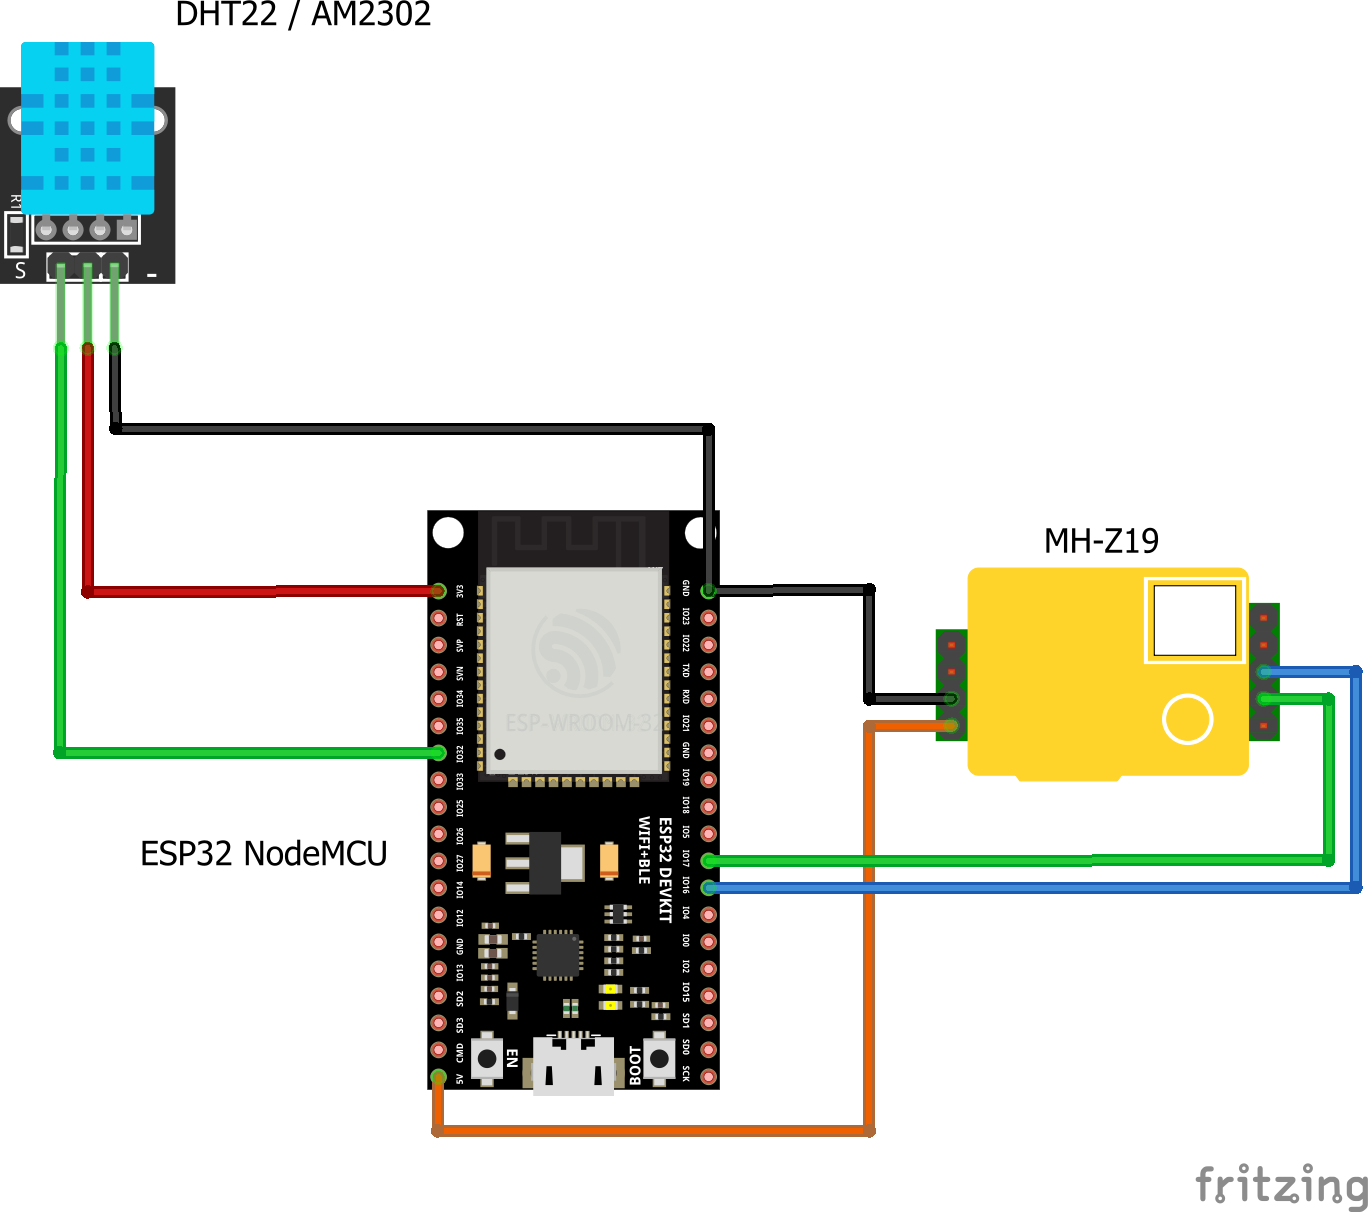 DHT22 / AM2302
R1
S
-
MH-Z19
ESP32 NodeMCU
3V3
RST
SVP
SVN
IO34
IO35
IO32
IO33
IO25
IO26
IO27
IO14
IO12
GND
IO13
SD2
SD3
CMD
5V
GND
IO23
IO22
TXD
RXD
IO21
GND
IO19
IO18
IO5
IO17
IO16
IO4
IO0
IO2
IO15
SD1
SD0
SCK
ESP-WROOM-32
ESP32 DEVKIT
WIFI+BLE
EN
BOOT
fritzing